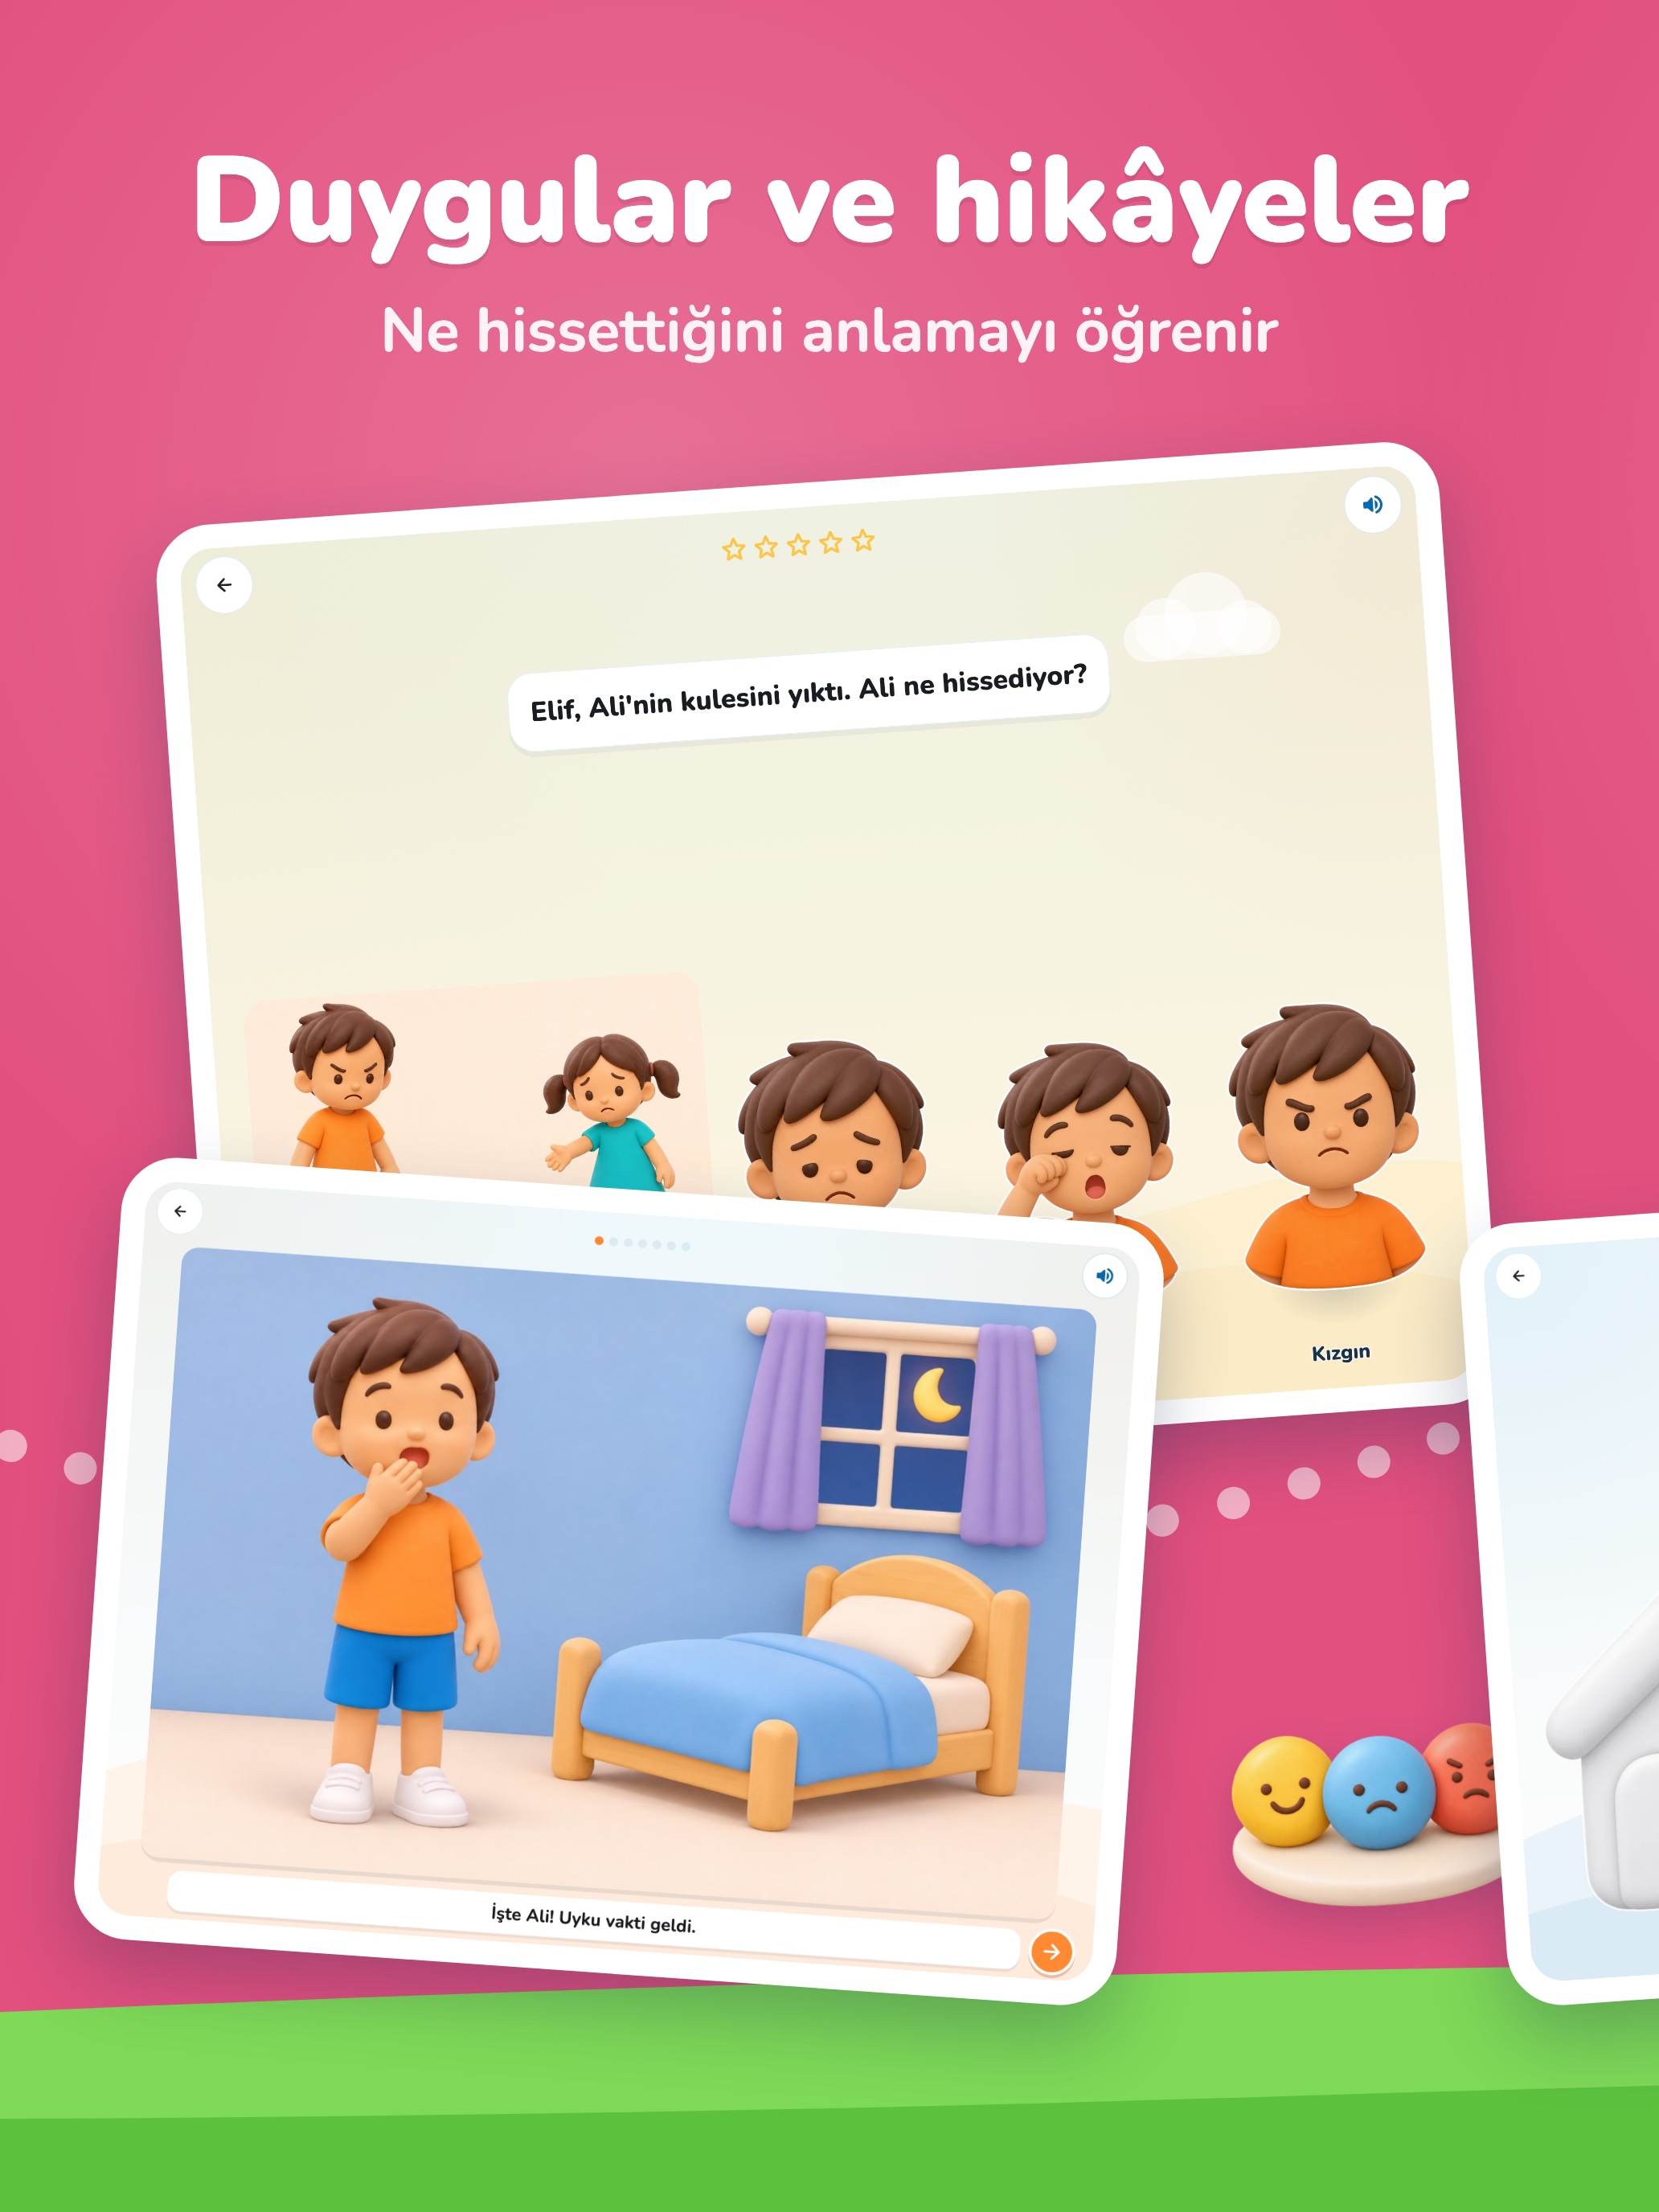 Duygular ve hikâyeler
Ne hissettiğini anlamayı öğrenir
Elif, Ali'nin kulesini yıktı. Ali ne hissediyor?
Kızgın
İşte Ali! Uyku vakti geldi.